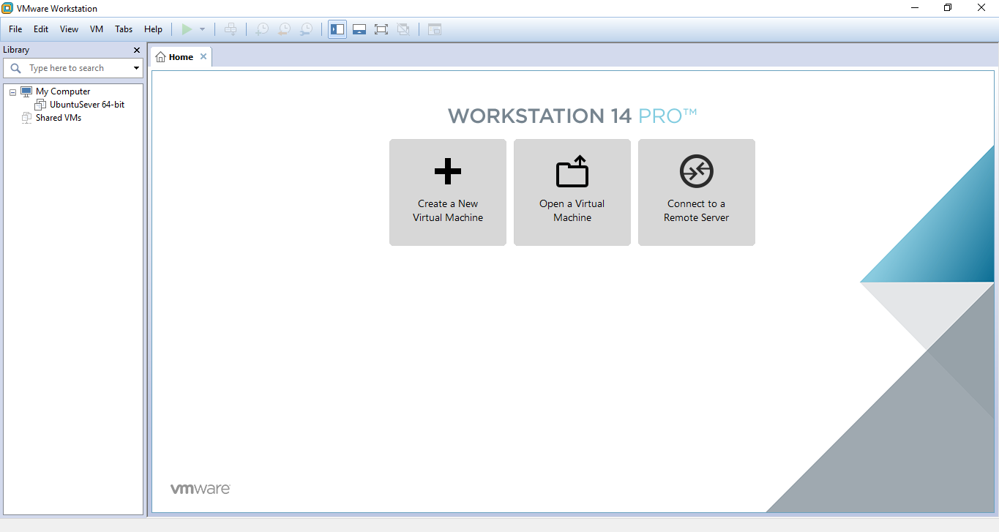 VMware Workstation
File Edit View VM Tabs Help
Library
Type here to search
My Computer
UbuntuSever 64-bit
Shared VMs
Home
WORKSTATION 14 PRO™
Create a New
Virtual Machine
Open a Virtual
Machine
Connect to a
Remote Server
vmware